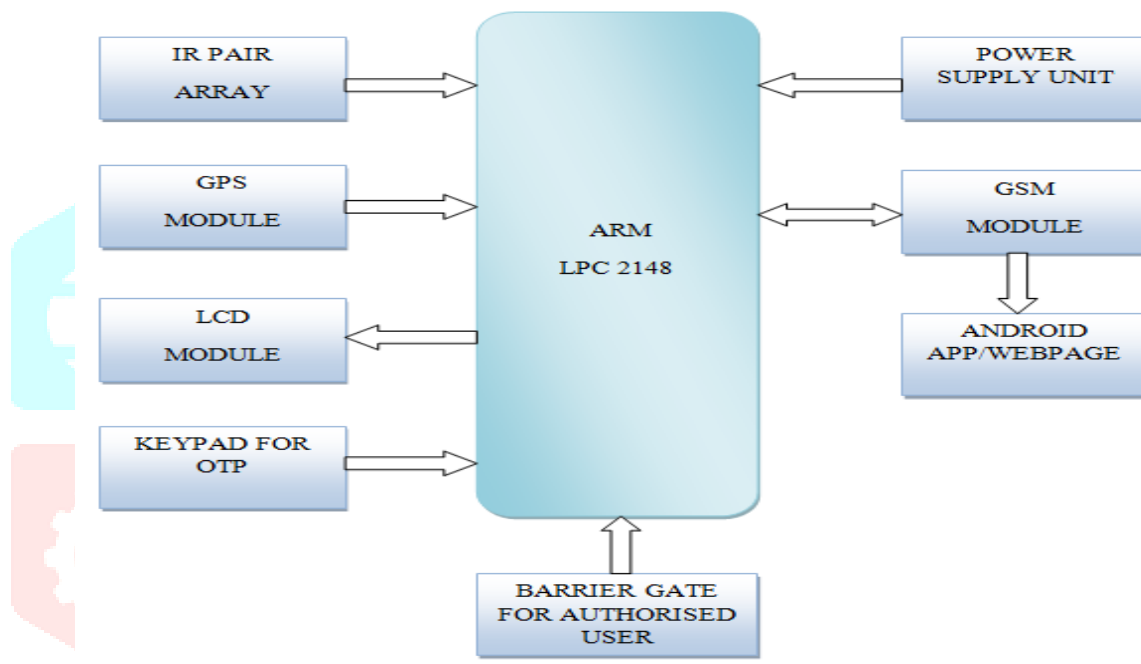 IR PAIR
ARRAY
POWER
SUPPLY UNIT
GPS
MODULE
GSM
MODULE
ARM
LPC 2148
LCD
MODULE
ANDROID
APP/WEBPAGE
KEYPAD FOR
OTP
BARRIER GATE
FOR AUTHORISED
USER